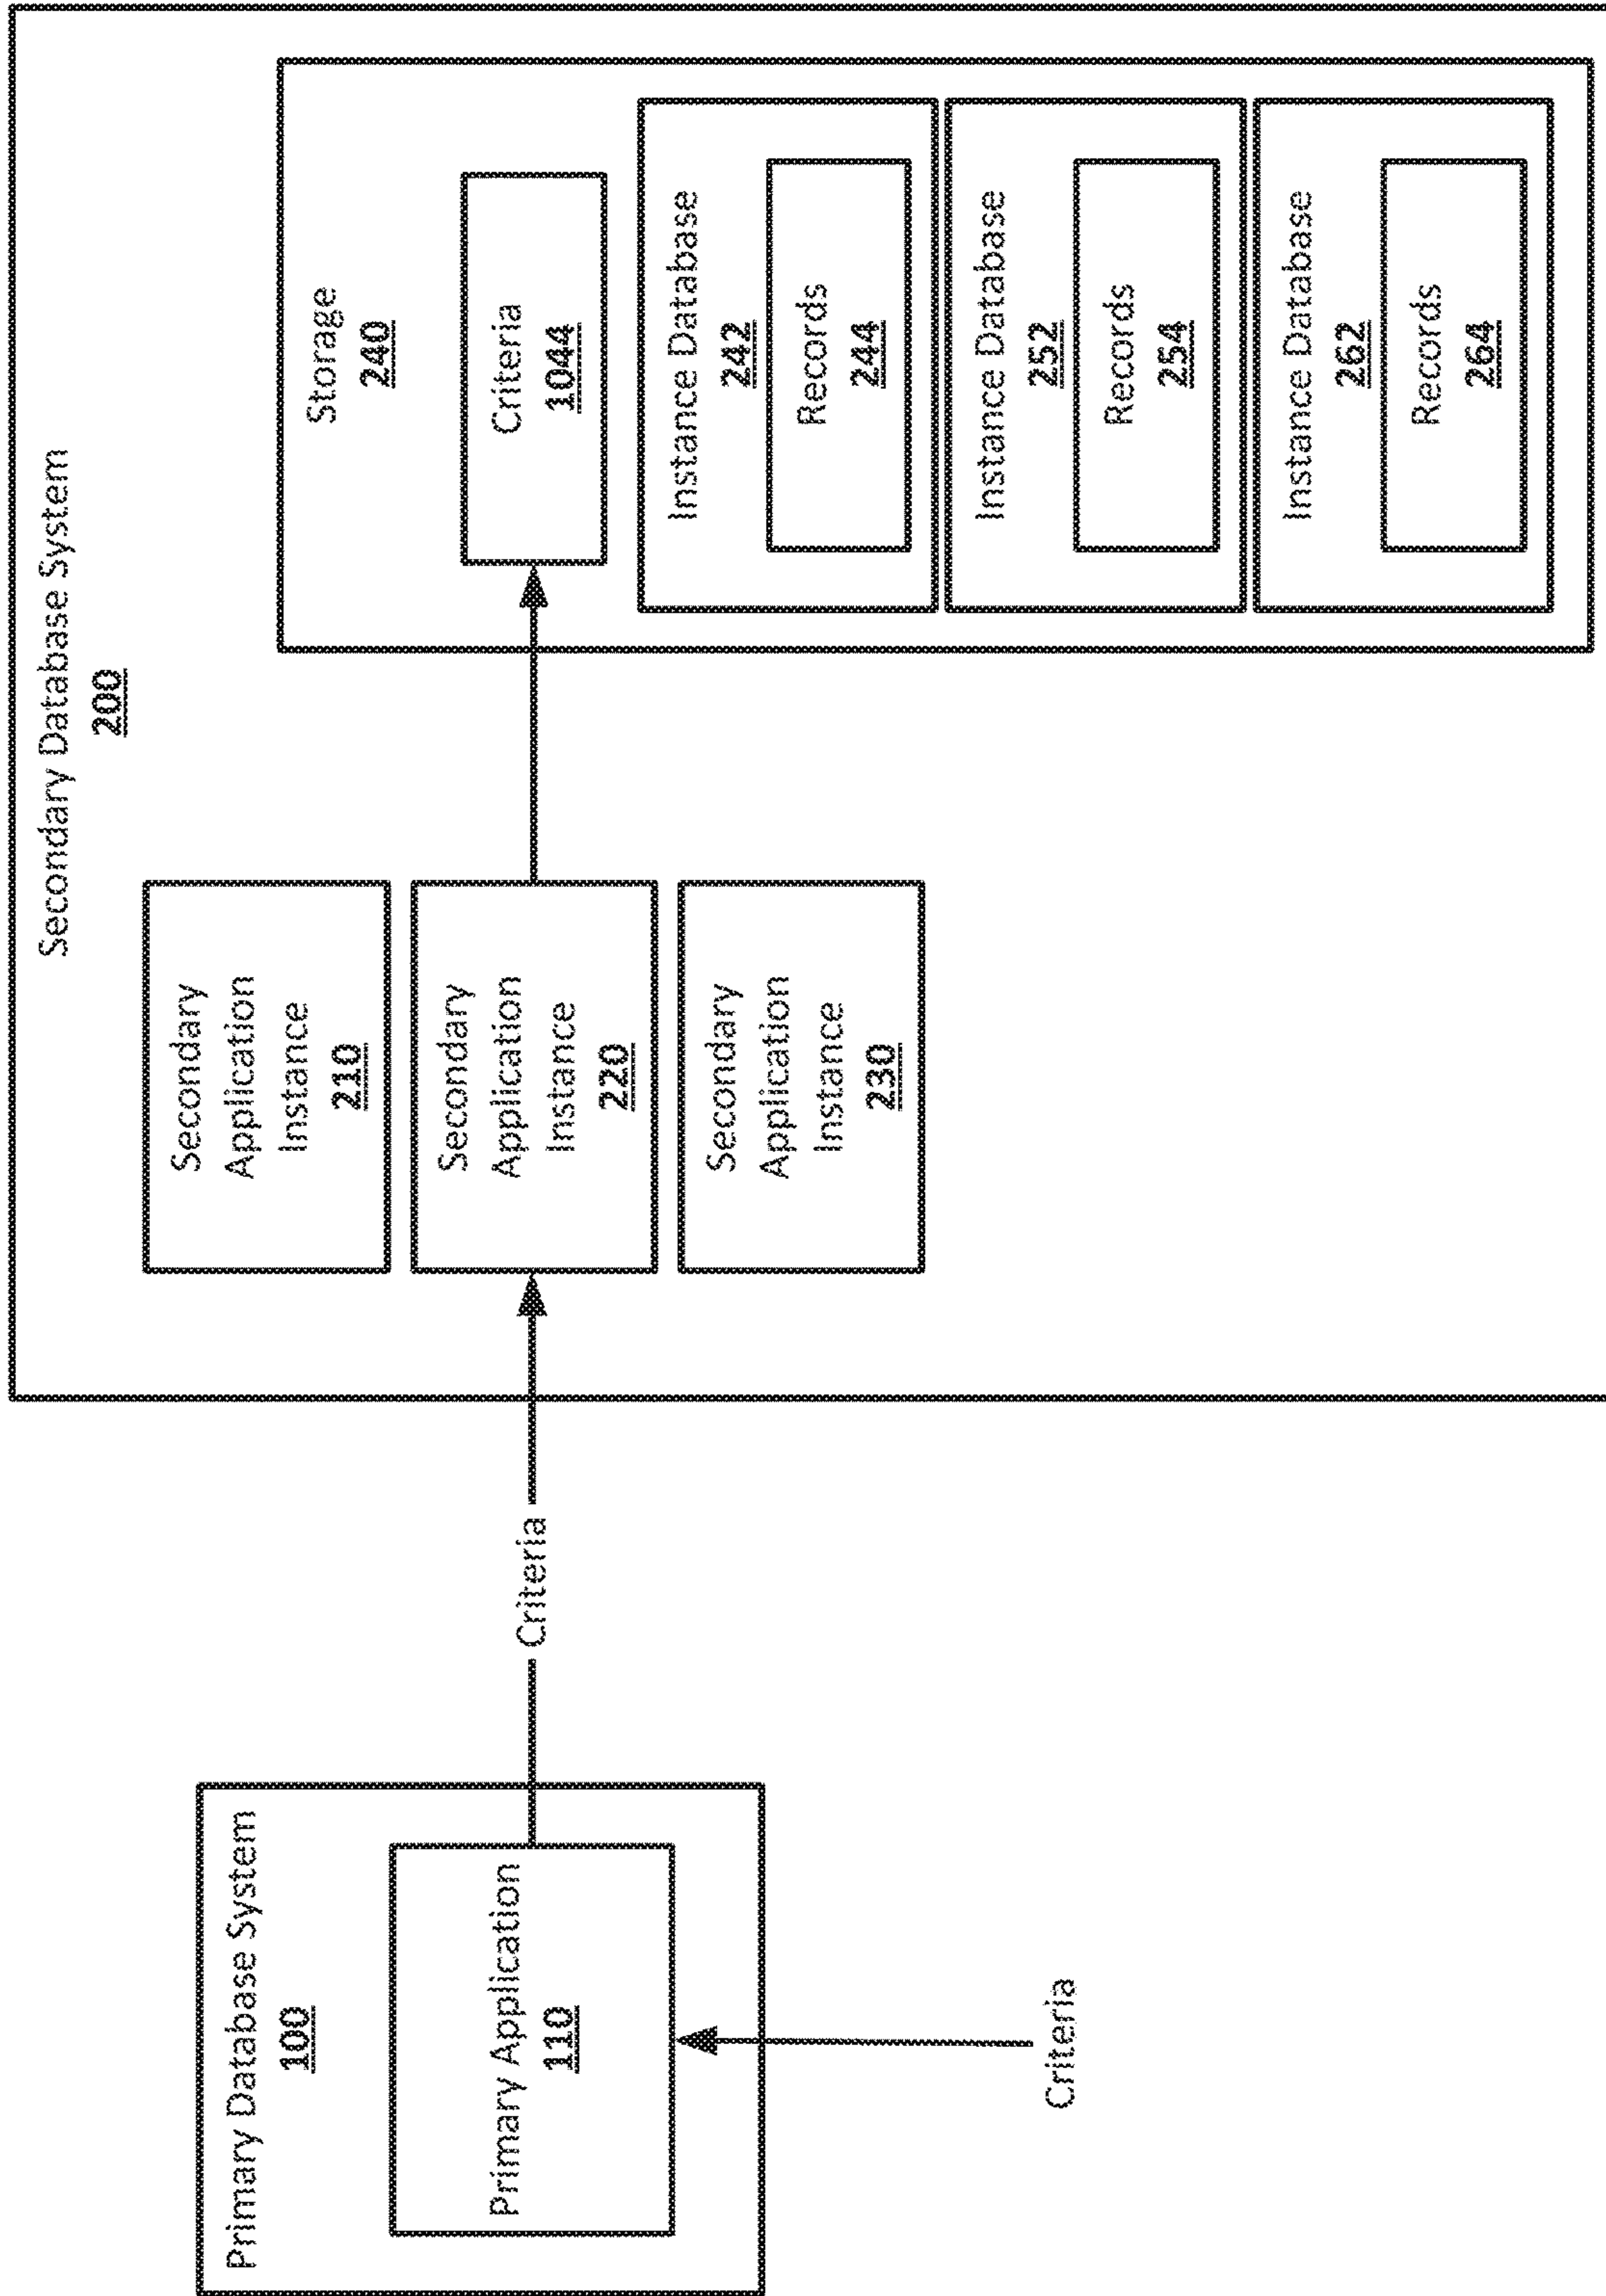 Primary Database System
100
Primary Application
110
Criteria
Criteria
Secondary Database System
200
Secondary
Application
Instance
210
Secondary
Application
Instance
220
Secondary
Application
Instance
230
Storage
240
Criteria
1044
Instance Database
242
Records
244
Instance Database
252
Records
254
Instance Database
262
Records
264